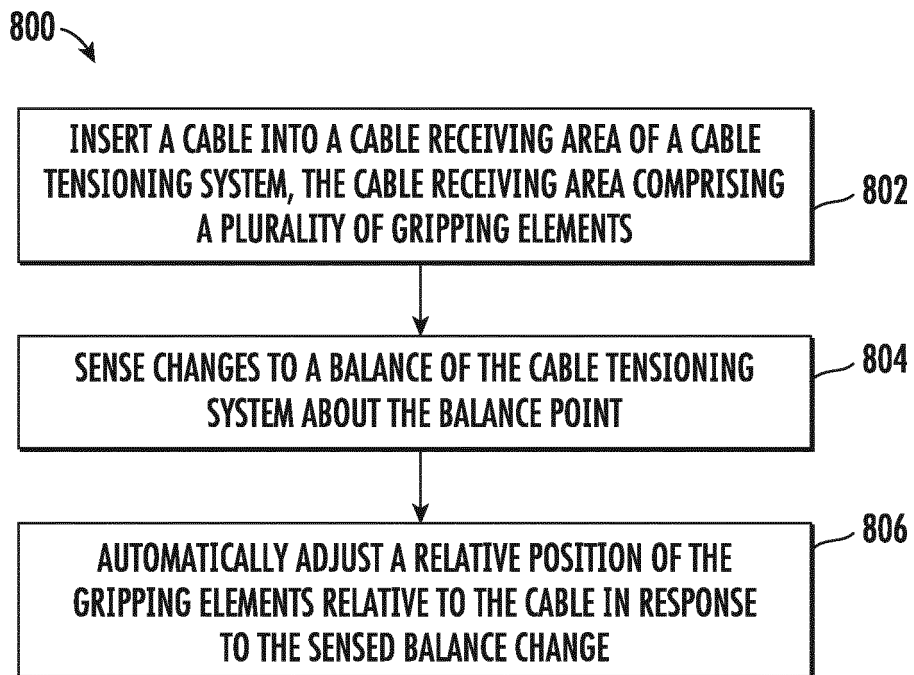 800
INSERT A CABLE INTO A CABLE RECEIVING AREA OF A CABLE
TENSIONING SYSTEM, THE CABLE RECEIVING AREA COMPRISING
A PLURALITY OF GRIPPING ELEMENTS
802
SENSE CHANGES TO A BALANCE OF THE CABLE TENSIONING
SYSTEM ABOUT THE BALANCE POINT
804
AUTOMATICALLY ADJUST A RELATIVE POSITION OF THE
GRIPPING ELEMENTS RELATIVE TO THE CABLE IN RESPONSE
TO THE SENSED BALANCE CHANGE
806